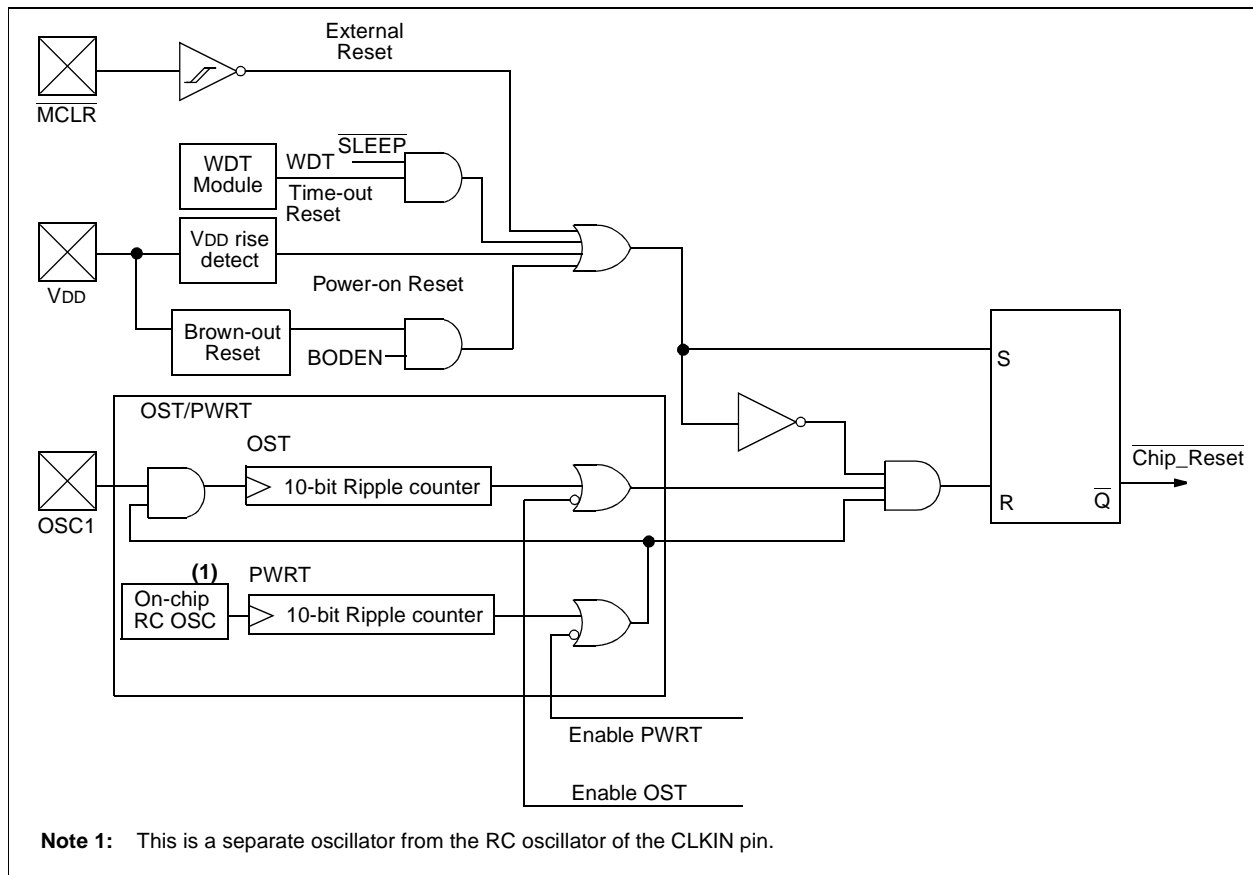 External
Reset
MCLR
SLEEP
WDT
Module
WDT
Time-out
Reset
VDD
VDD rise
detect
Power-on Reset
Brown-out
Reset
BODEN
OST/PWRT
OST
10-bit Ripple counter
OSC1
(1)
On-chip
RC OSC
PWRT
10-bit Ripple counter
Enable PWRT
Enable OST
S
R
Q
Chip_Reset
Note 1: This is a separate oscillator from the RC oscillator of the CLKIN pin.